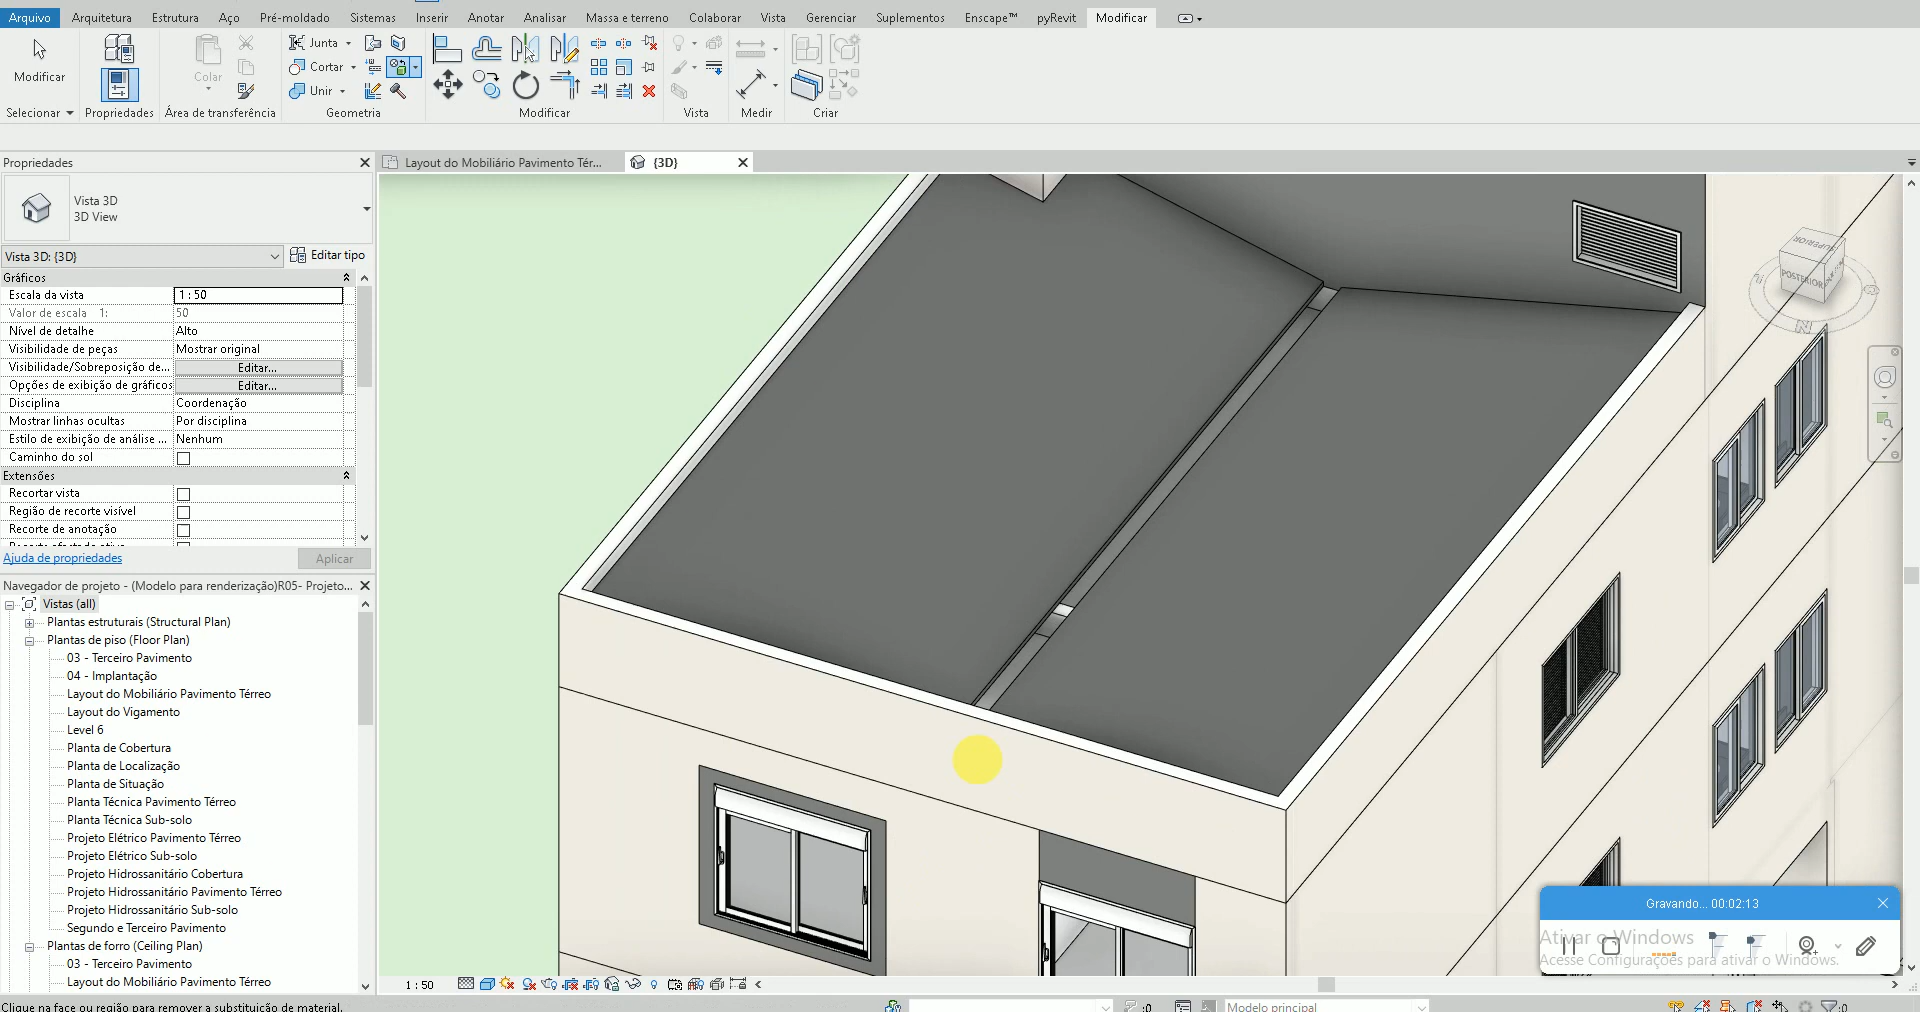 Arquivo Arquitetura Estrutura Aço Pré-moldado Sistemas Inserir Anotar Analisar Massa e terreno Colaborar Vista Gerenciar Suplementos Enscape™ pyRevit Modificar
Junta
Modificar Colar Cortar
Unir
Selecionar Propriedades Área de transferência Geometria Modificar Vista Medir Criar
Propriedades
Layout do Mobiliário Pavimento Tér... {3D}
Vista 3D
3D View
Vista 3D: {3D} Editar tipo
Gráficos
Escala da vista 1 : 50
Valor de escala 1: 50
Nível de detalhe Alto
Visibilidade de peças Mostrar original
Visibilidade/Sobreposição de... Editar...
Opções de exibição de gráficos Editar...
Disciplina Coordenação
Mostrar linhas ocultas Por disciplina
Estilo de exibição de análise ... Nenhum
Caminho do sol
Extensões
Recortar vista
Região de recorte visível
Recorte de anotação
Ajuda de propriedades Aplicar
Navegador de projeto - (Modelo para renderização)R05- Projeto...
Vistas (all)
Plantas estruturais (Structural Plan)
Plantas de piso (Floor Plan)
03 - Terceiro Pavimento
04 - Implantação
Layout do Mobiliário Pavimento Térreo
Layout do Vigamento
Level 6
Planta de Cobertura
Planta de Localização
Planta de Situação
Planta Técnica Pavimento Térreo
Planta Técnica Sub-solo
Projeto Elétrico Pavimento Térreo
Projeto Elétrico Sub-solo
Projeto Hidrossanitário Cobertura
Projeto Hidrossanitário Pavimento Térreo
Projeto Hidrossanitário Sub-solo
Segundo e Terceiro Pavimento
Plantas de forro (Ceiling Plan)
03 - Terceiro Pavimento
Layout do Mobiliário Pavimento Térreo
SUPERIOR
POSTERIOR
N
Gravando... 00:02:13
Ativar o Windows
Acesse Configurações para ativar o Windows.
1 : 50
Clique na face ou região para remover a substituição de material.
:0 Modelo principal :0